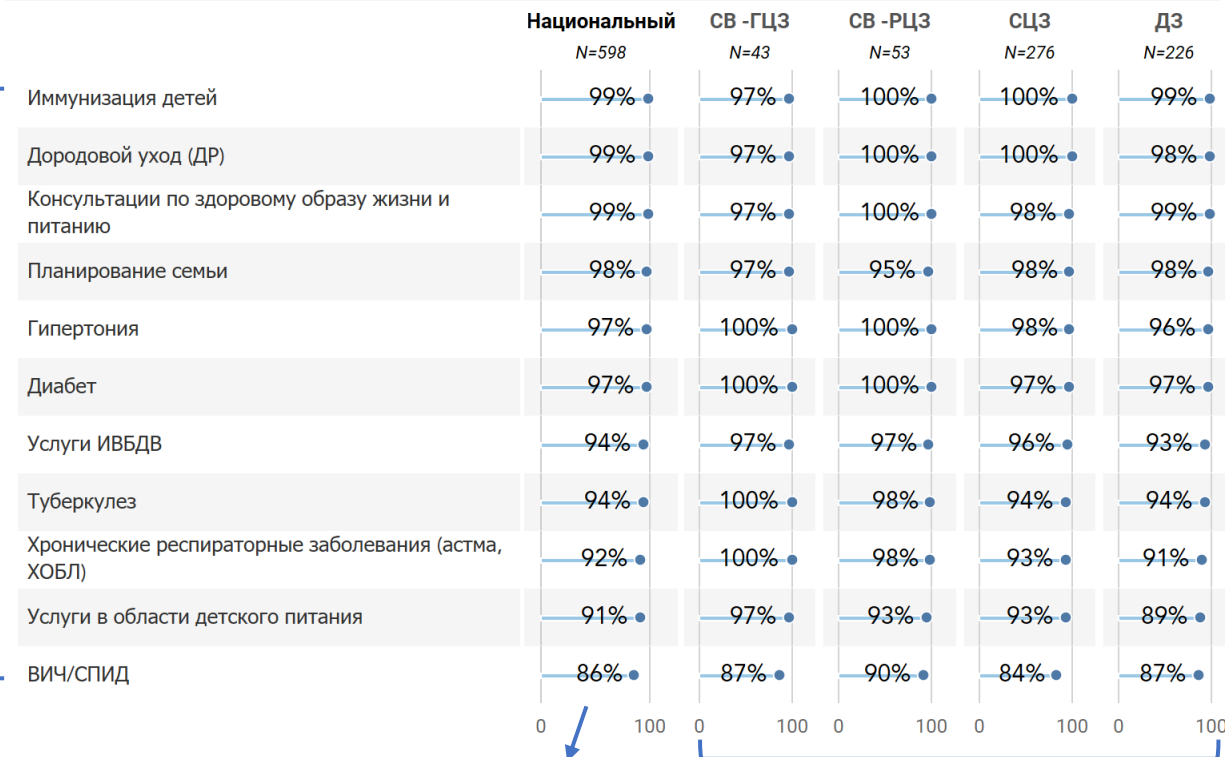 Национальный СВ -ГЦЗ СВ -РЦЗ СЦЗ ДЗ
N=598 N=43 N=53 N=276 N=226
Иммунизация детей 99% 97% 100% 100% 99%
Дородовой уход (ДР) 99% 97% 100% 100% 98%
Консультации по здоровому образу жизни и
питанию 99% 97% 100% 98% 99%
Планирование семьи 98% 97% 95% 98% 98%
Гипертония 97% 100% 100% 98% 96%
Диабет 97% 100% 100% 97% 97%
Услуги ИВБДВ 94% 97% 97% 96% 93%
Туберкулез 94% 100% 98% 94% 94%
Хронические респираторные заболевания (астма,
ХОБЛ) 92% 100% 98% 93% 91%
Услуги в области детского питания 91% 97% 93% 93% 89%
ВИЧ/СПИД 86% 87% 90% 84% 87%
0 100 0 100 0 100 0 100 0 100